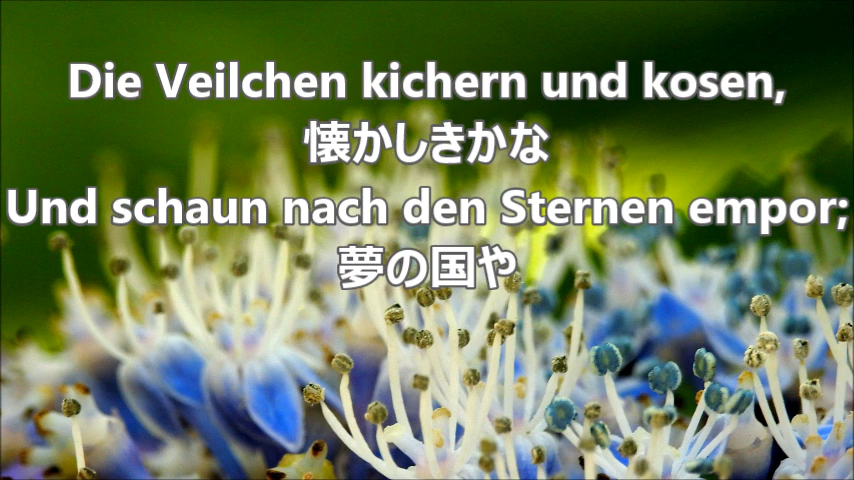 Die Veilchen kichern und kosen,
懐かしきかな
Und schaun nach den Sternen empor;
夢の国や